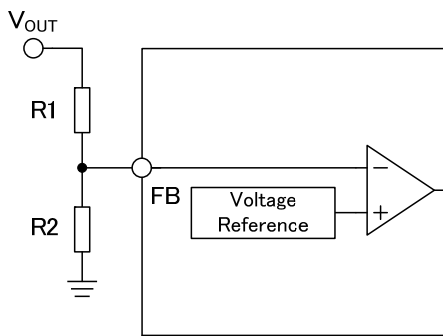 VOUT
R1
FB
R2
Voltage
Reference
−
+